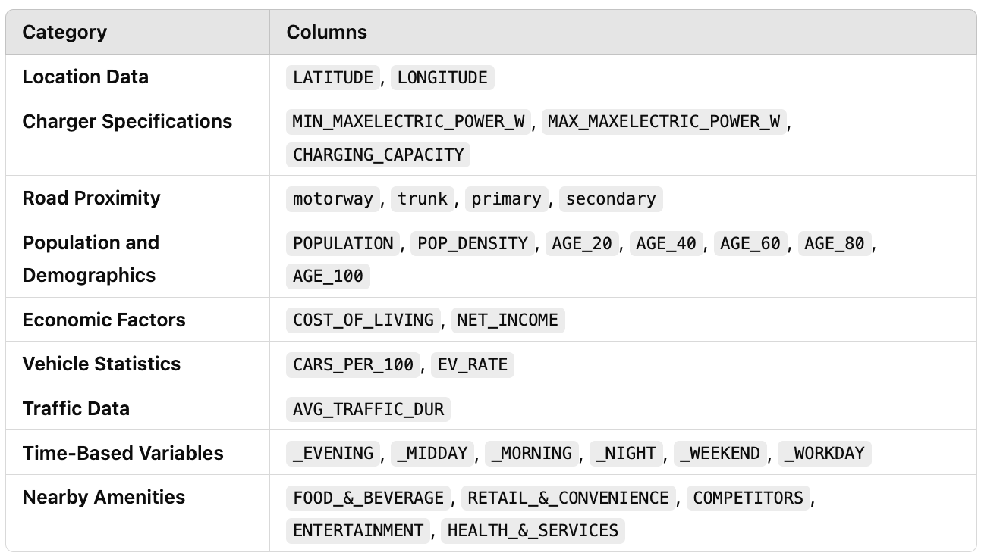 Category Columns
Location Data LATITUDE, LONGITUDE
Charger Specifications MIN_MAXELECTRIC_POWER_W, MAX_MAXELECTRIC_POWER_W,
CHARGING_CAPACITY
Road Proximity motorway, trunk, primary, secondary
Population and POPULATION, POP_DENSITY, AGE_20, AGE_40, AGE_60, AGE_80,
Demographics AGE_100
Economic Factors COST_OF_LIVING, NET_INCOME
Vehicle Statistics CARS_PER_100, EV_RATE
Traffic Data AVG_TRAFFIC_DUR
Time-Based Variables _EVENING, _MIDDAY, _MORNING, _NIGHT, _WEEKEND, _WORKDAY
Nearby Amenities FOOD_&_BEVERAGE, RETAIL_&_CONVENIENCE, COMPETITORS,
ENTERTAINMENT, HEALTH_&_SERVICES